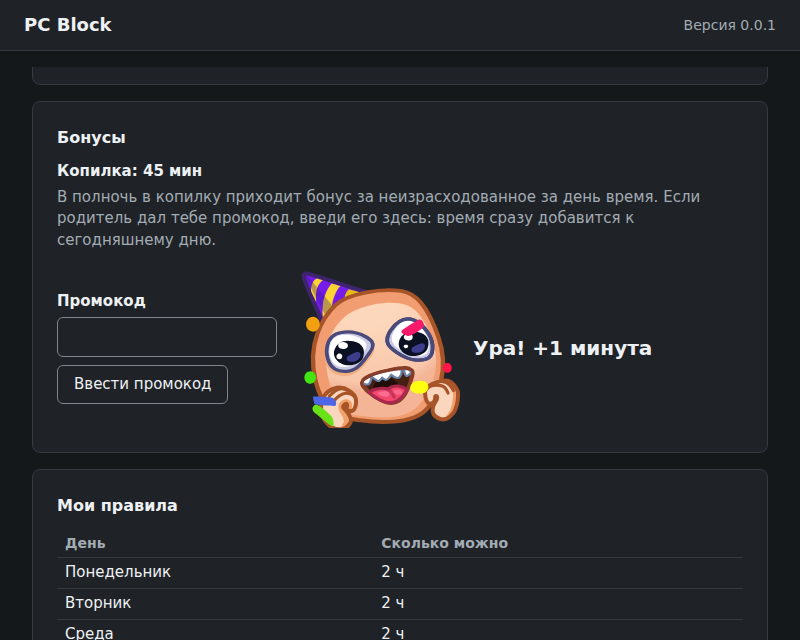 PC Block
Версия 0.0.1
Бонусы
Копилка: 45 мин
В полночь в копилку приходит бонус за неизрасходованное за день время. Если
родитель дал тебе промокод, введи его здесь: время сразу добавится к
сегодняшнему дню.
Промокод
Ввести промокод
Ура! +1 минута
Мои правила
День
Сколько можно
Понедельник
2 ч
Вторник
2 ч
Среда
2 ч